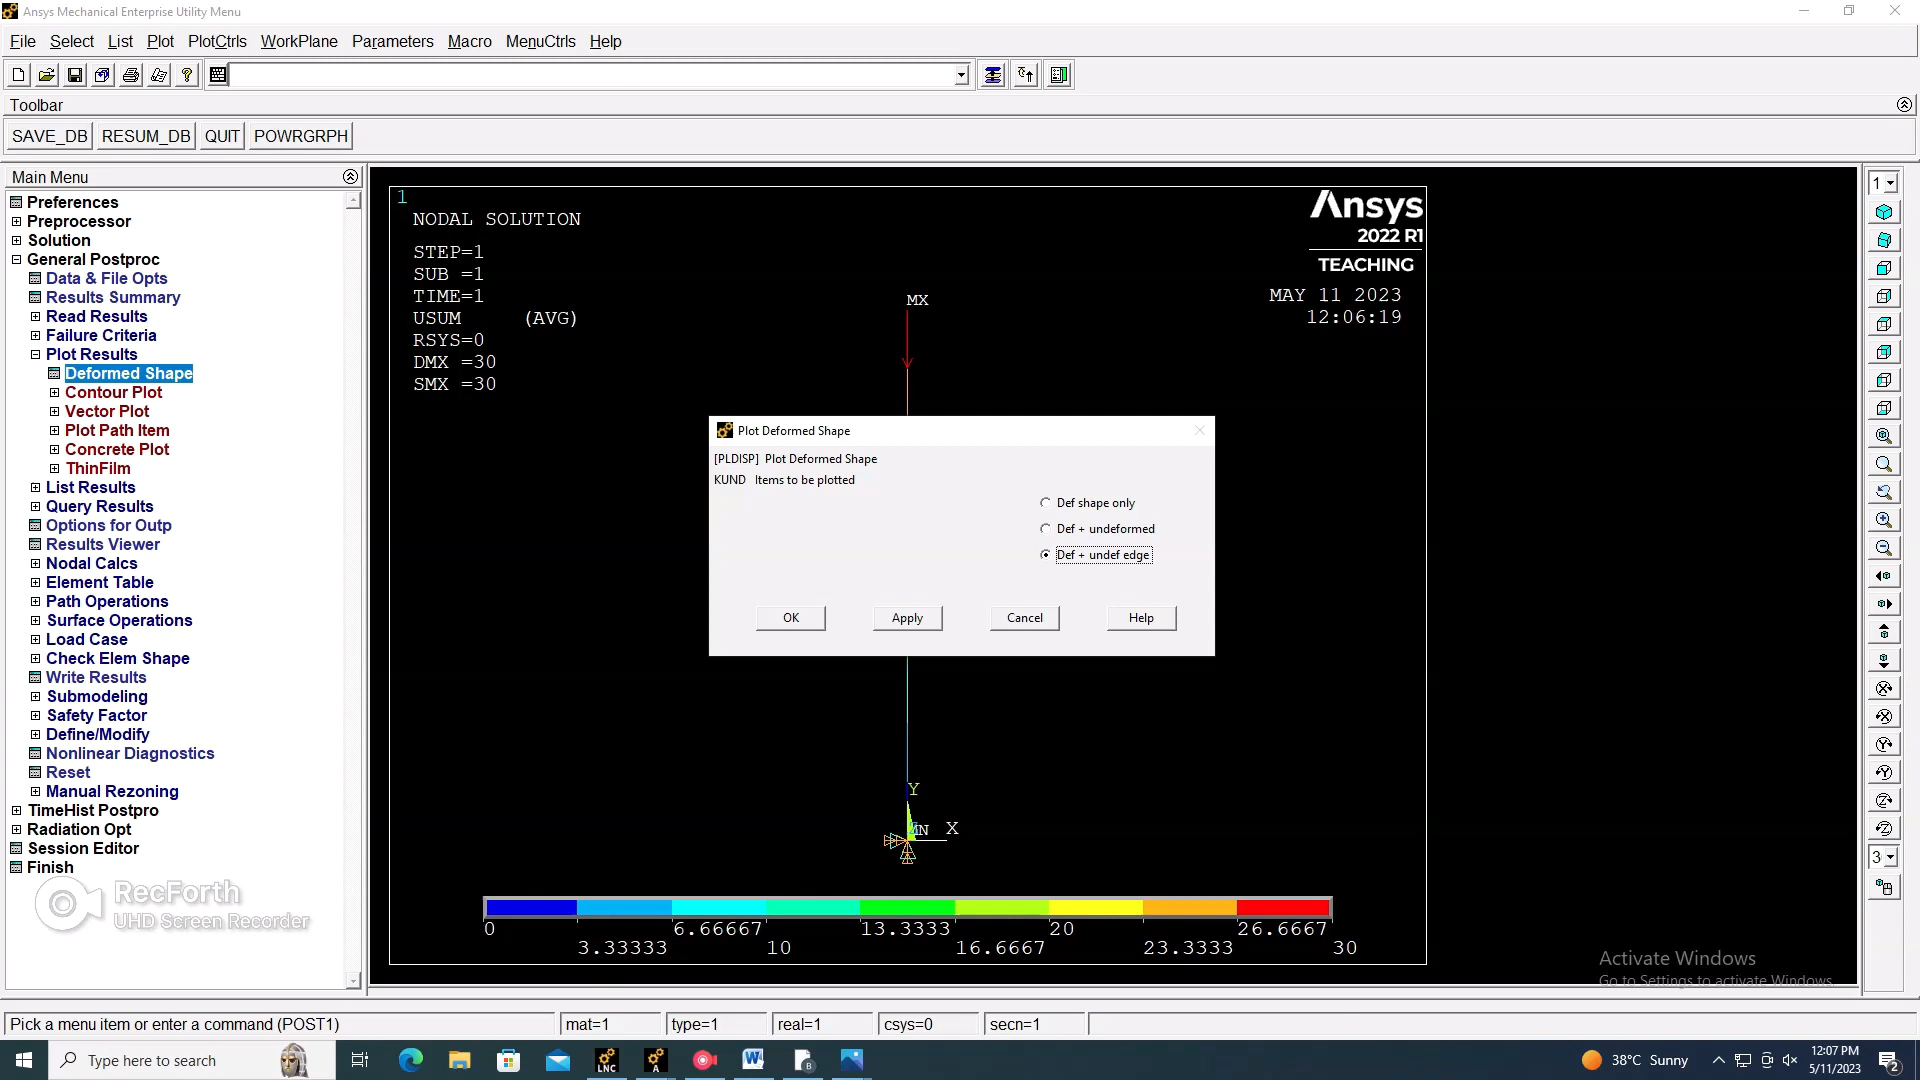 Ansys Mechanical Enterprise Utility Menu
File Select List Plot PlotCtrls WorkPlane Parameters Macro MenuCtrls Help
Toolbar
SAVE_DB RESUM_DB QUIT POWRGRPH
Main Menu
Preferences
Preprocessor
Solution
General Postproc
Data & File Opts
Results Summary
Read Results
Failure Criteria
Plot Results
Deformed Shape
Contour Plot
Vector Plot
Plot Path Item
Concrete Plot
ThinFilm
List Results
Query Results
Options for Outp
Results Viewer
Nodal Calcs
Element Table
Path Operations
Surface Operations
Load Case
Check Elem Shape
Write Results
Submodeling
Safety Factor
Define/Modify
Nonlinear Diagnostics
Reset
Manual Rezoning
TimeHist Postpro
Radiation Opt
Session Editor
Finish
RecForth
UHD Screen Recorder
1
NODAL SOLUTION
STEP=1
SUB =1
TIME=1
USUM (AVG)
RSYS=0
DMX =30
SMX =30
Ansys
2022 R1
TEACHING
MAY 11 2023
12:06:19
MX
Plot Deformed Shape
[PLDISP] Plot Deformed Shape
KUND Items to be plotted
Def shape only
Def + undeformed
Def + undef edge
OK Apply Cancel Help
Y
MN X
0 6.66667 13.3333 20 26.6667
3.33333 10 16.6667 23.3333 30
1
3
Activate Windows
Go to Settings to activate Windows.
Pick a menu item or enter a command (POST1) mat=1 type=1 real=1 csys=0 secn=1
Type here to search
LNC
A
W
B
38°C Sunny
12:07 PM
5/11/2023
2